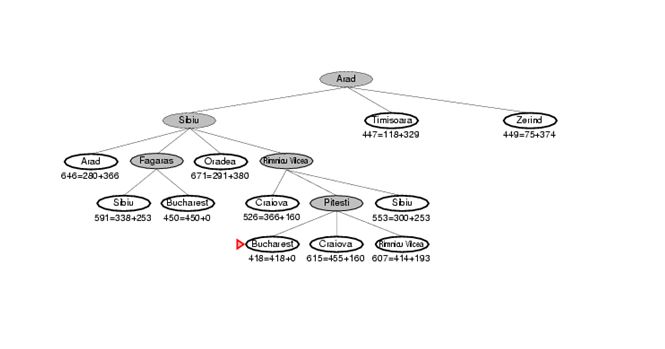 Arad
Sibiu
Timisoara
Zerind
447=118+329
449=75+374
Arad
Fagaras
Oradea
Rimnicu Vilcea
646=280+366
671=291+380
Sibiu
Bucharest
Craiova
Pitesti
Sibiu
591=338+253
450=450+0
526=366+160
553=300+253
Bucharest
Craiova
Rimnicu Vilcea
418=418+0
615=455+160
607=414+193